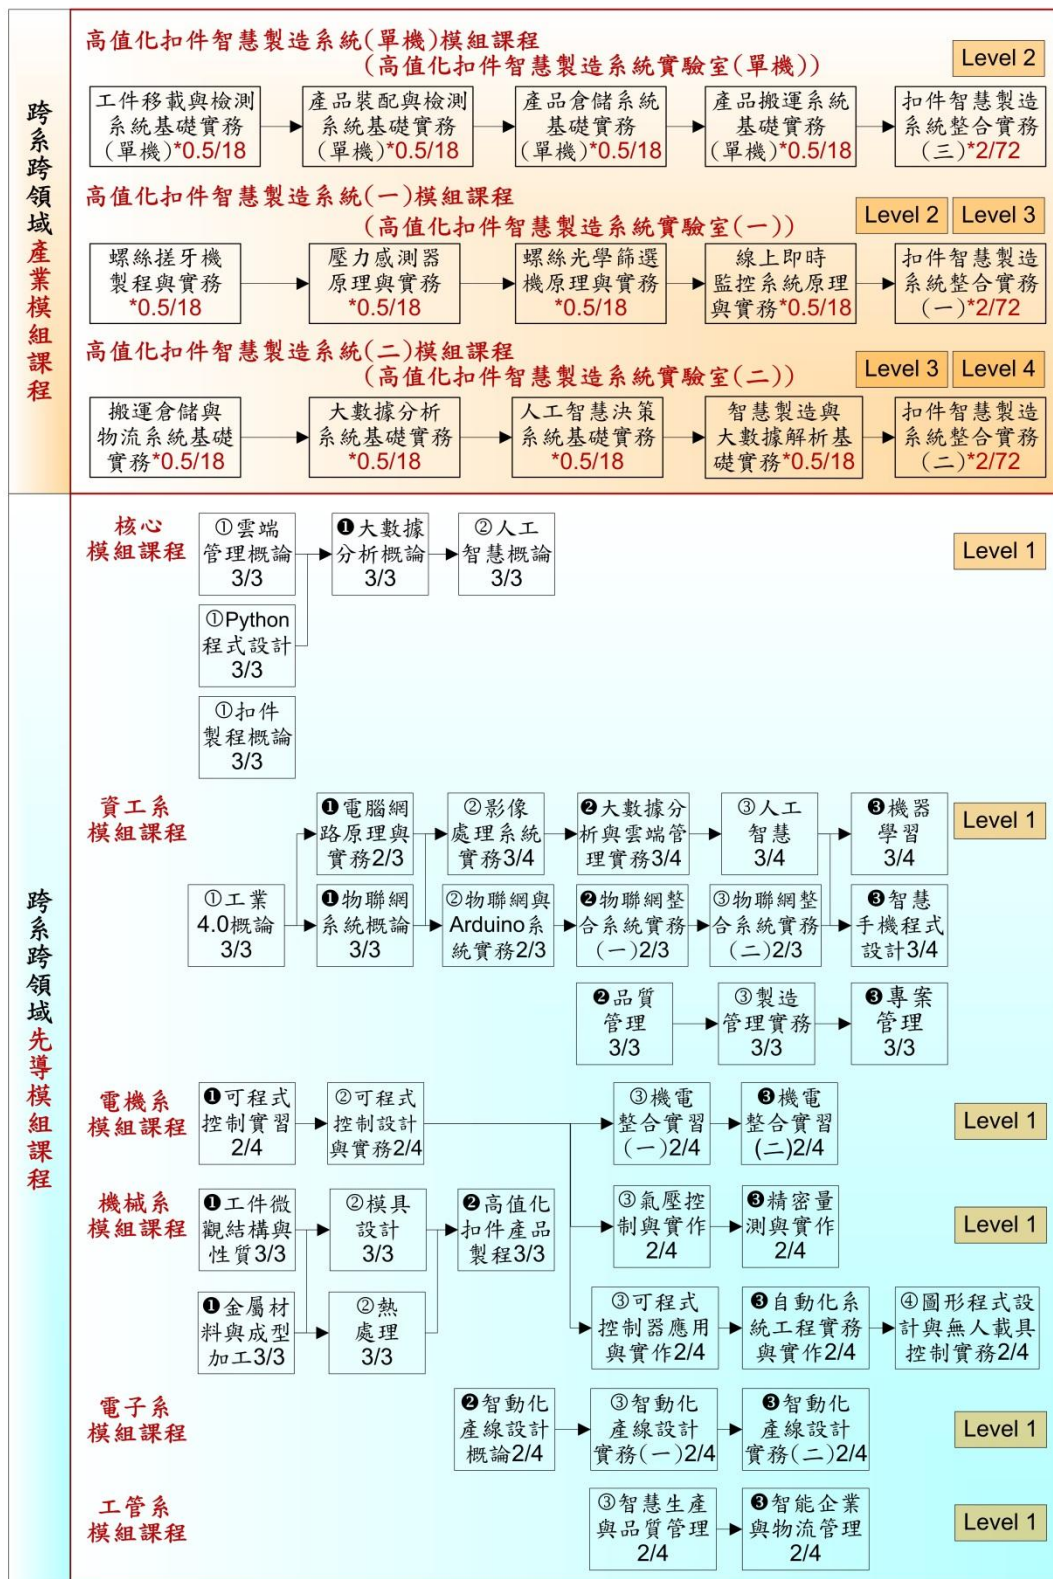 跨系跨領域產業模組課程
高值化扣件智慧製造系統(單機)模組課程
(高值化扣件智慧製造系統實驗室(單機))
Level 2
工件移載與檢測
系統基礎實務
(單機)*0.5/18
產品裝配與檢測
系統基礎實務
(單機)*0.5/18
產品倉儲系統
基礎實務
(單機)*0.5/18
產品搬運系統
基礎實務
(單機)*0.5/18
扣件智慧製造
系統整合實務
(三)*2/72
高值化扣件智慧製造系統(一)模組課程
(高值化扣件智慧製造系統實驗室(一))
Level 2
Level 3
螺絲搓牙機
製程與實務
*0.5/18
壓力感測器
原理與實務
*0.5/18
螺絲光學篩選
機原理與實務
*0.5/18
線上即時
監控系統原理
與實務*0.5/18
扣件智慧製造
系統整合實務
(一)*2/72
高值化扣件智慧製造系統(二)模組課程
(高值化扣件智慧製造系統實驗室(二))
Level 3
Level 4
搬運倉儲與
物流系統基礎
實務*0.5/18
大數據分析
系統基礎實務
*0.5/18
人工智慧決策
系統基礎實務
*0.5/18
智慧製造與
大數據解析基
礎實務*0.5/18
扣件智慧製造
系統整合實務
(二)*2/72
跨系跨領域先導模組課程
核心
模組課程
Level 1
①雲端
管理概論
3/3
❶大數據
分析概論
3/3
②人工
智慧概論
3/3
①Python
程式設計
3/3
①扣件
製程概論
3/3
資工系
模組課程
Level 1
❶電腦網
路原理與
實務2/3
②影像
處理系統
實務3/4
❷大數據分
析與雲端管
理實務3/4
③人工
智慧
3/4
❸機器
學習
3/4
①工業
4.0概論
3/3
❶物聯網
系統概論
3/3
②物聯網與
Arduino系
統實務2/3
❷物聯網整
合系統實務
(一)2/3
③物聯網整
合系統實務
(二)2/3
❸智慧
手機程式
設計3/4
❷品質
管理
3/3
③製造
管理實務
3/3
❸專案
管理
3/3
電機系
模組課程
Level 1
❶可程式
控制實習
2/4
②可程式
控制設計
與實務2/4
③機電
整合實習
(一)2/4
❸機電
整合實習
(二)2/4
機械系
模組課程
Level 1
❶工件微
觀結構與
性質3/3
②模具
設計
3/3
❷高值化
扣件產品
製程3/3
③氣壓控
制與實作
2/4
❸精密量
測與實作
2/4
❶金屬材
料與成型
加工3/3
②熱
處理
3/3
③可程式
控制器應用
與實作2/4
❸自動化系
統工程實務
與實作2/4
④圖形程式設
計與無人載具
控制實務2/4
電子系
模組課程
Level 1
❷智動化
產線設計
概論2/4
③智動化
產線設計
實務(一)2/4
❸智動化
產線設計
實務(二)2/4
工管系
模組課程
Level 1
③智慧生產
與品質管理
2/4
❸智能企業
與物流管理
2/4